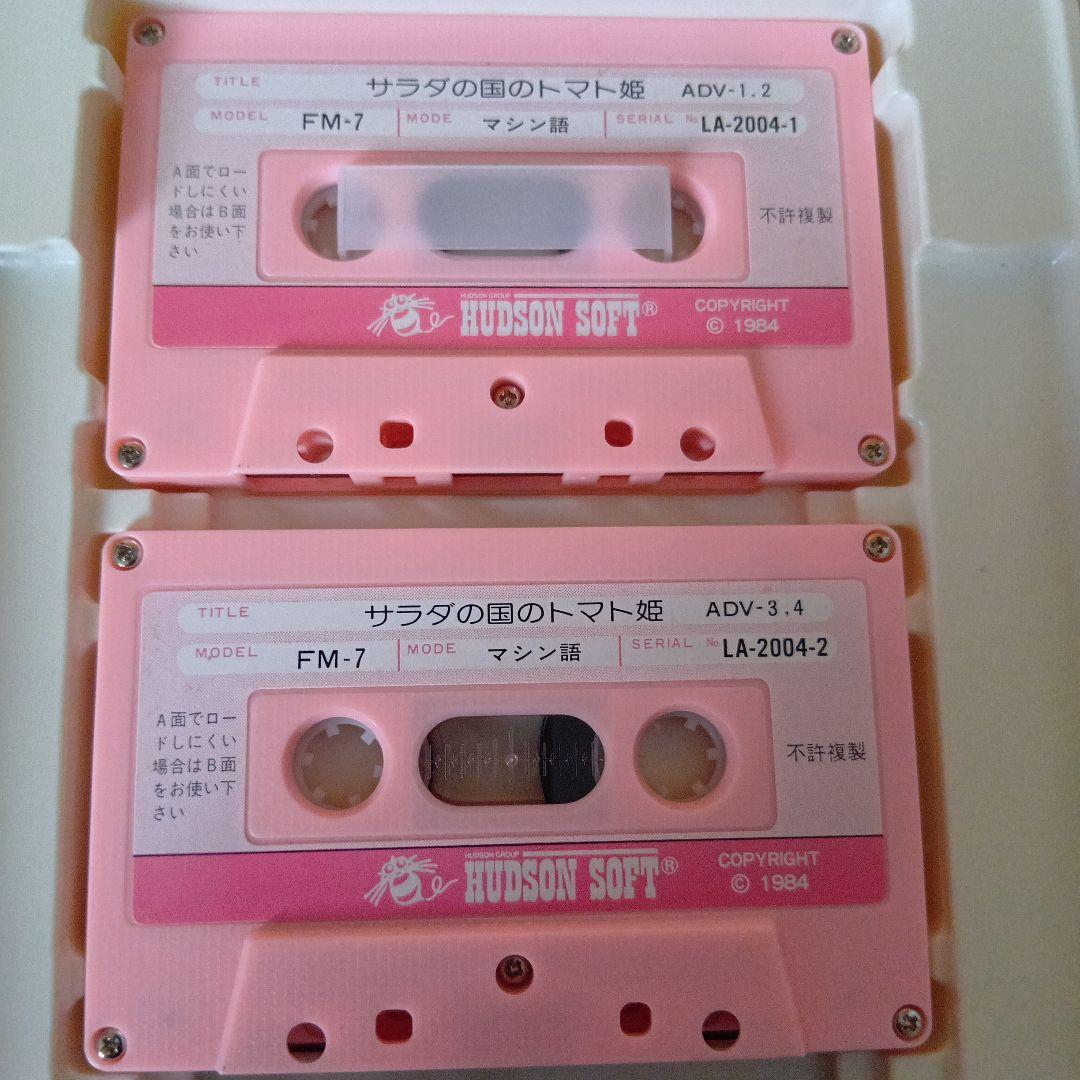 TITLE サラダの国のトマト姫 ADV-1,2
MODEL FM-7 MODE マシン語 SERIAL No. LA-2004-1
A面でロー
ドしにくい
場合はB面
をお使い下
さい
不許複製
HUDSON GROUP
HUDSON SOFT®
COPYRIGHT
© 1984
TITLE サラダの国のトマト姫 ADV-3,4
MODEL FM-7 MODE マシン語 SERIAL No. LA-2004-2
A面でロー
ドしにくい
場合はB面
をお使い下
さい
不許複製
HUDSON GROUP
HUDSON SOFT®
COPYRIGHT
© 1984